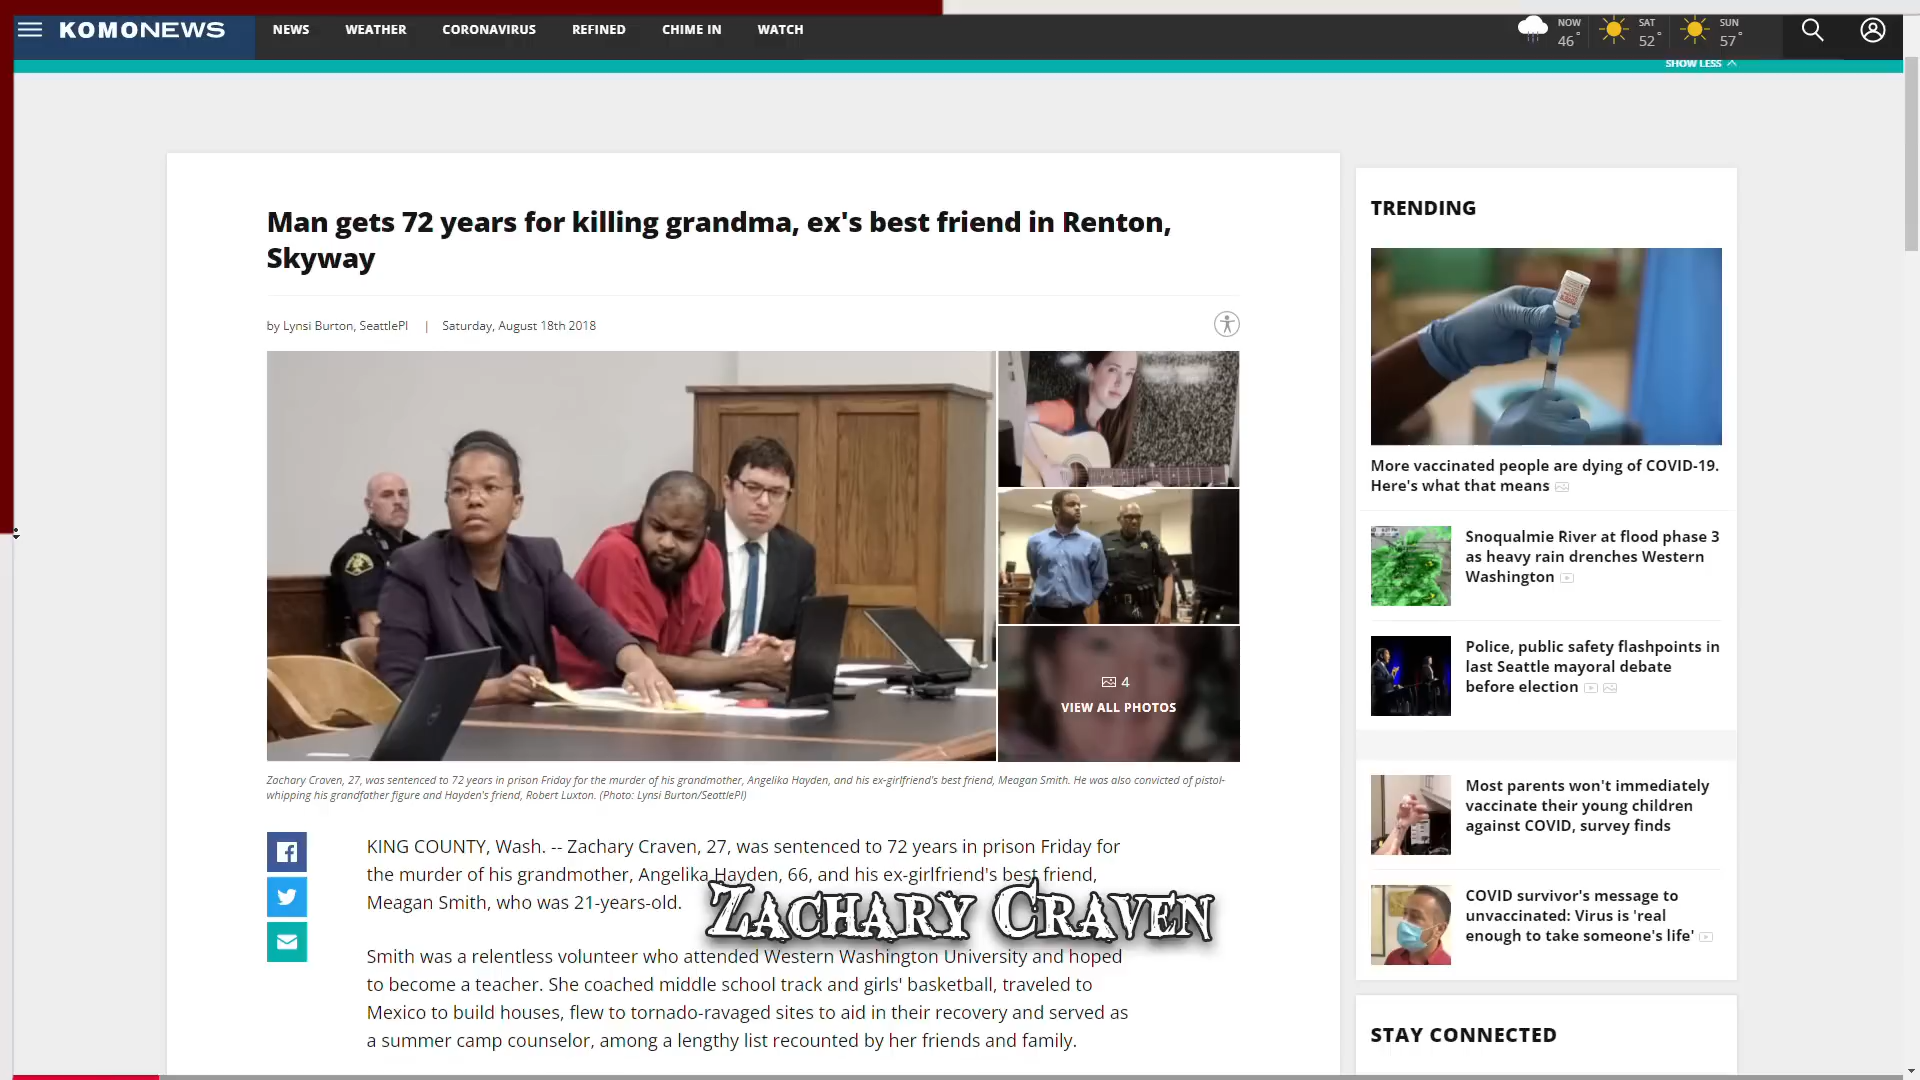 KOMONEWS
NEWS WEATHER CORONAVIRUS REFINED CHIME IN WATCH
NOW 46° SAT 52° SUN 57°
SHOW LESS
Man gets 72 years for killing grandma, ex's best friend in Renton,
Skyway
by Lynsi Burton, SeattlePI | Saturday, August 18th 2018
4
VIEW ALL PHOTOS
Zachary Craven, 27, was sentenced to 72 years in prison Friday for the murder of his grandmother, Angelika Hayden, and his ex-girlfriend's best friend, Meagan Smith. He was also convicted of pistol-
whipping his grandfather figure and Hayden's friend, Robert Luxton. (Photo: Lynsi Burton/SeattlePI)
KING COUNTY, Wash. -- Zachary Craven, 27, was sentenced to 72 years in prison Friday for
the murder of his grandmother, Angelika Hayden, 66, and his ex-girlfriend's best friend,
Meagan Smith, who was 21-years-old.
Zachary Craven
Smith was a relentless volunteer who attended Western Washington University and hoped
to become a teacher. She coached middle school track and girls' basketball, traveled to
Mexico to build houses, flew to tornado-ravaged sites to aid in their recovery and served as
a summer camp counselor, among a lengthy list recounted by her friends and family.
TRENDING
More vaccinated people are dying of COVID-19.
Here's what that means
Snoqualmie River at flood phase 3
as heavy rain drenches Western
Washington
Police, public safety flashpoints in
last Seattle mayoral debate
before election
Most parents won't immediately
vaccinate their young children
against COVID, survey finds
COVID survivor's message to
unvaccinated: Virus is 'real
enough to take someone's life'
STAY CONNECTED